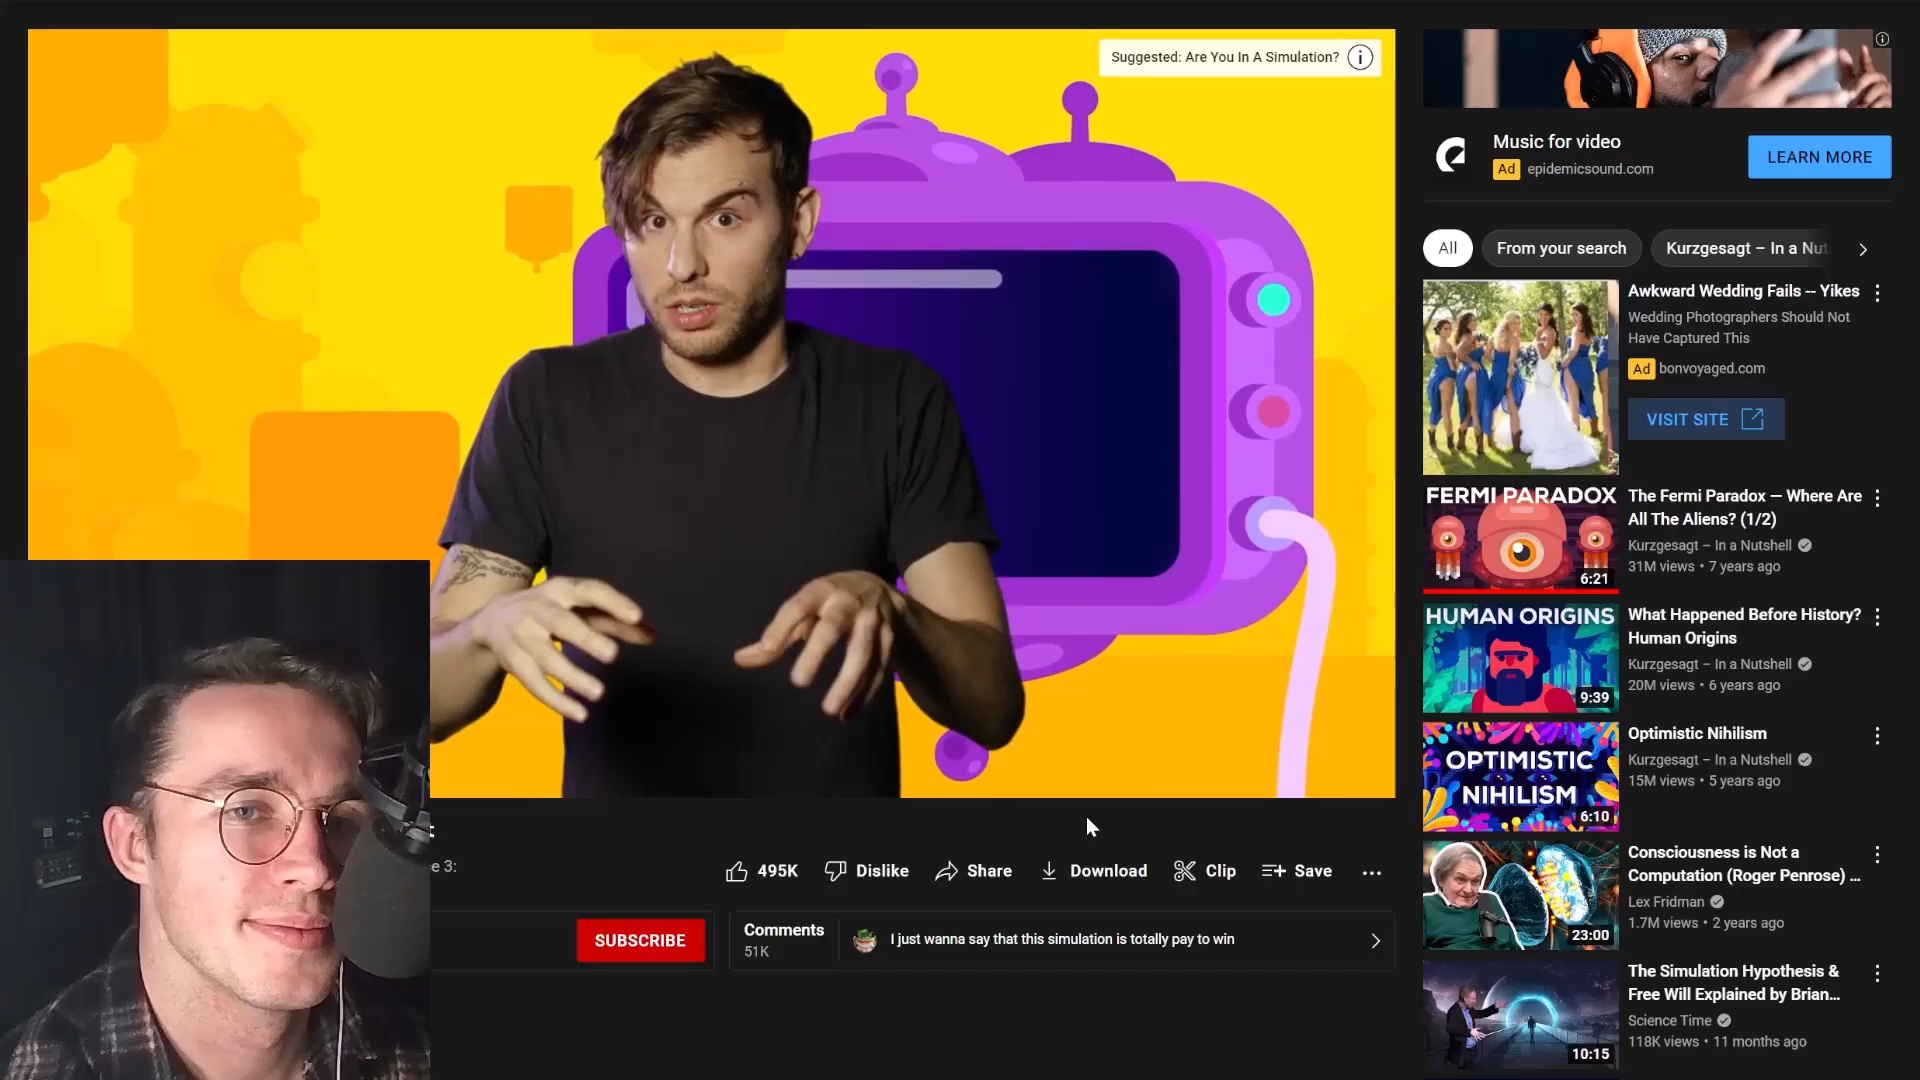 Suggested: Are You In A Simulation?
Music for video
Ad epidemicsound.com
LEARN MORE
All
From your search
Kurzgesagt – In a Nut
Awkward Wedding Fails -- Yikes
Wedding Photographers Should Not
Have Captured This
Ad bonvoyaged.com
VISIT SITE
FERMI PARADOX
6:21
The Fermi Paradox — Where Are
All The Aliens? (1/2)
Kurzgesagt – In a Nutshell
31M views • 7 years ago
HUMAN ORIGINS
9:39
What Happened Before History?
Human Origins
Kurzgesagt – In a Nutshell
20M views • 6 years ago
OPTIMISTIC
NIHILISM
6:10
Optimistic Nihilism
Kurzgesagt – In a Nutshell
15M views • 5 years ago
23:00
Consciousness is Not a
Computation (Roger Penrose) ...
Lex Fridman
1.7M views • 2 years ago
10:15
The Simulation Hypothesis &
Free Will Explained by Brian...
Science Time
118K views • 11 months ago
e 3:
495K
Dislike
Share
Download
Clip
Save
SUBSCRIBE
Comments
51K
I just wanna say that this simulation is totally pay to win